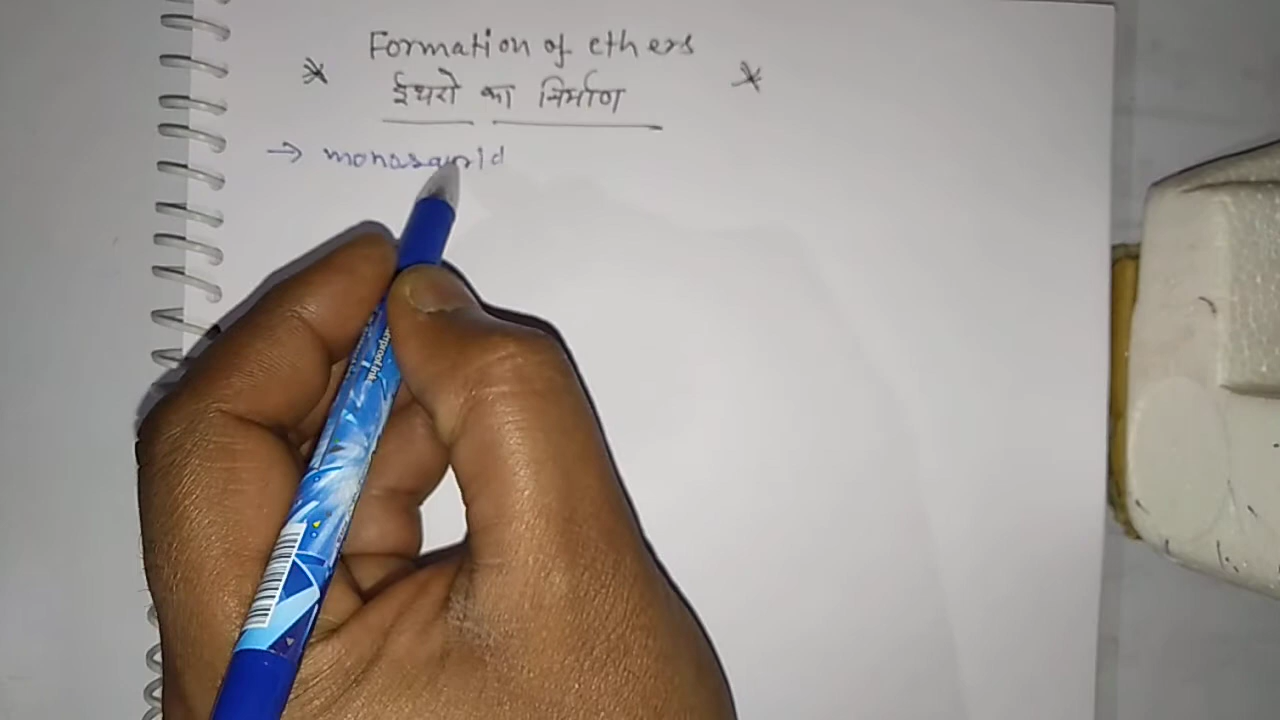 Formation of ethers
ईथरो का निर्माण
→